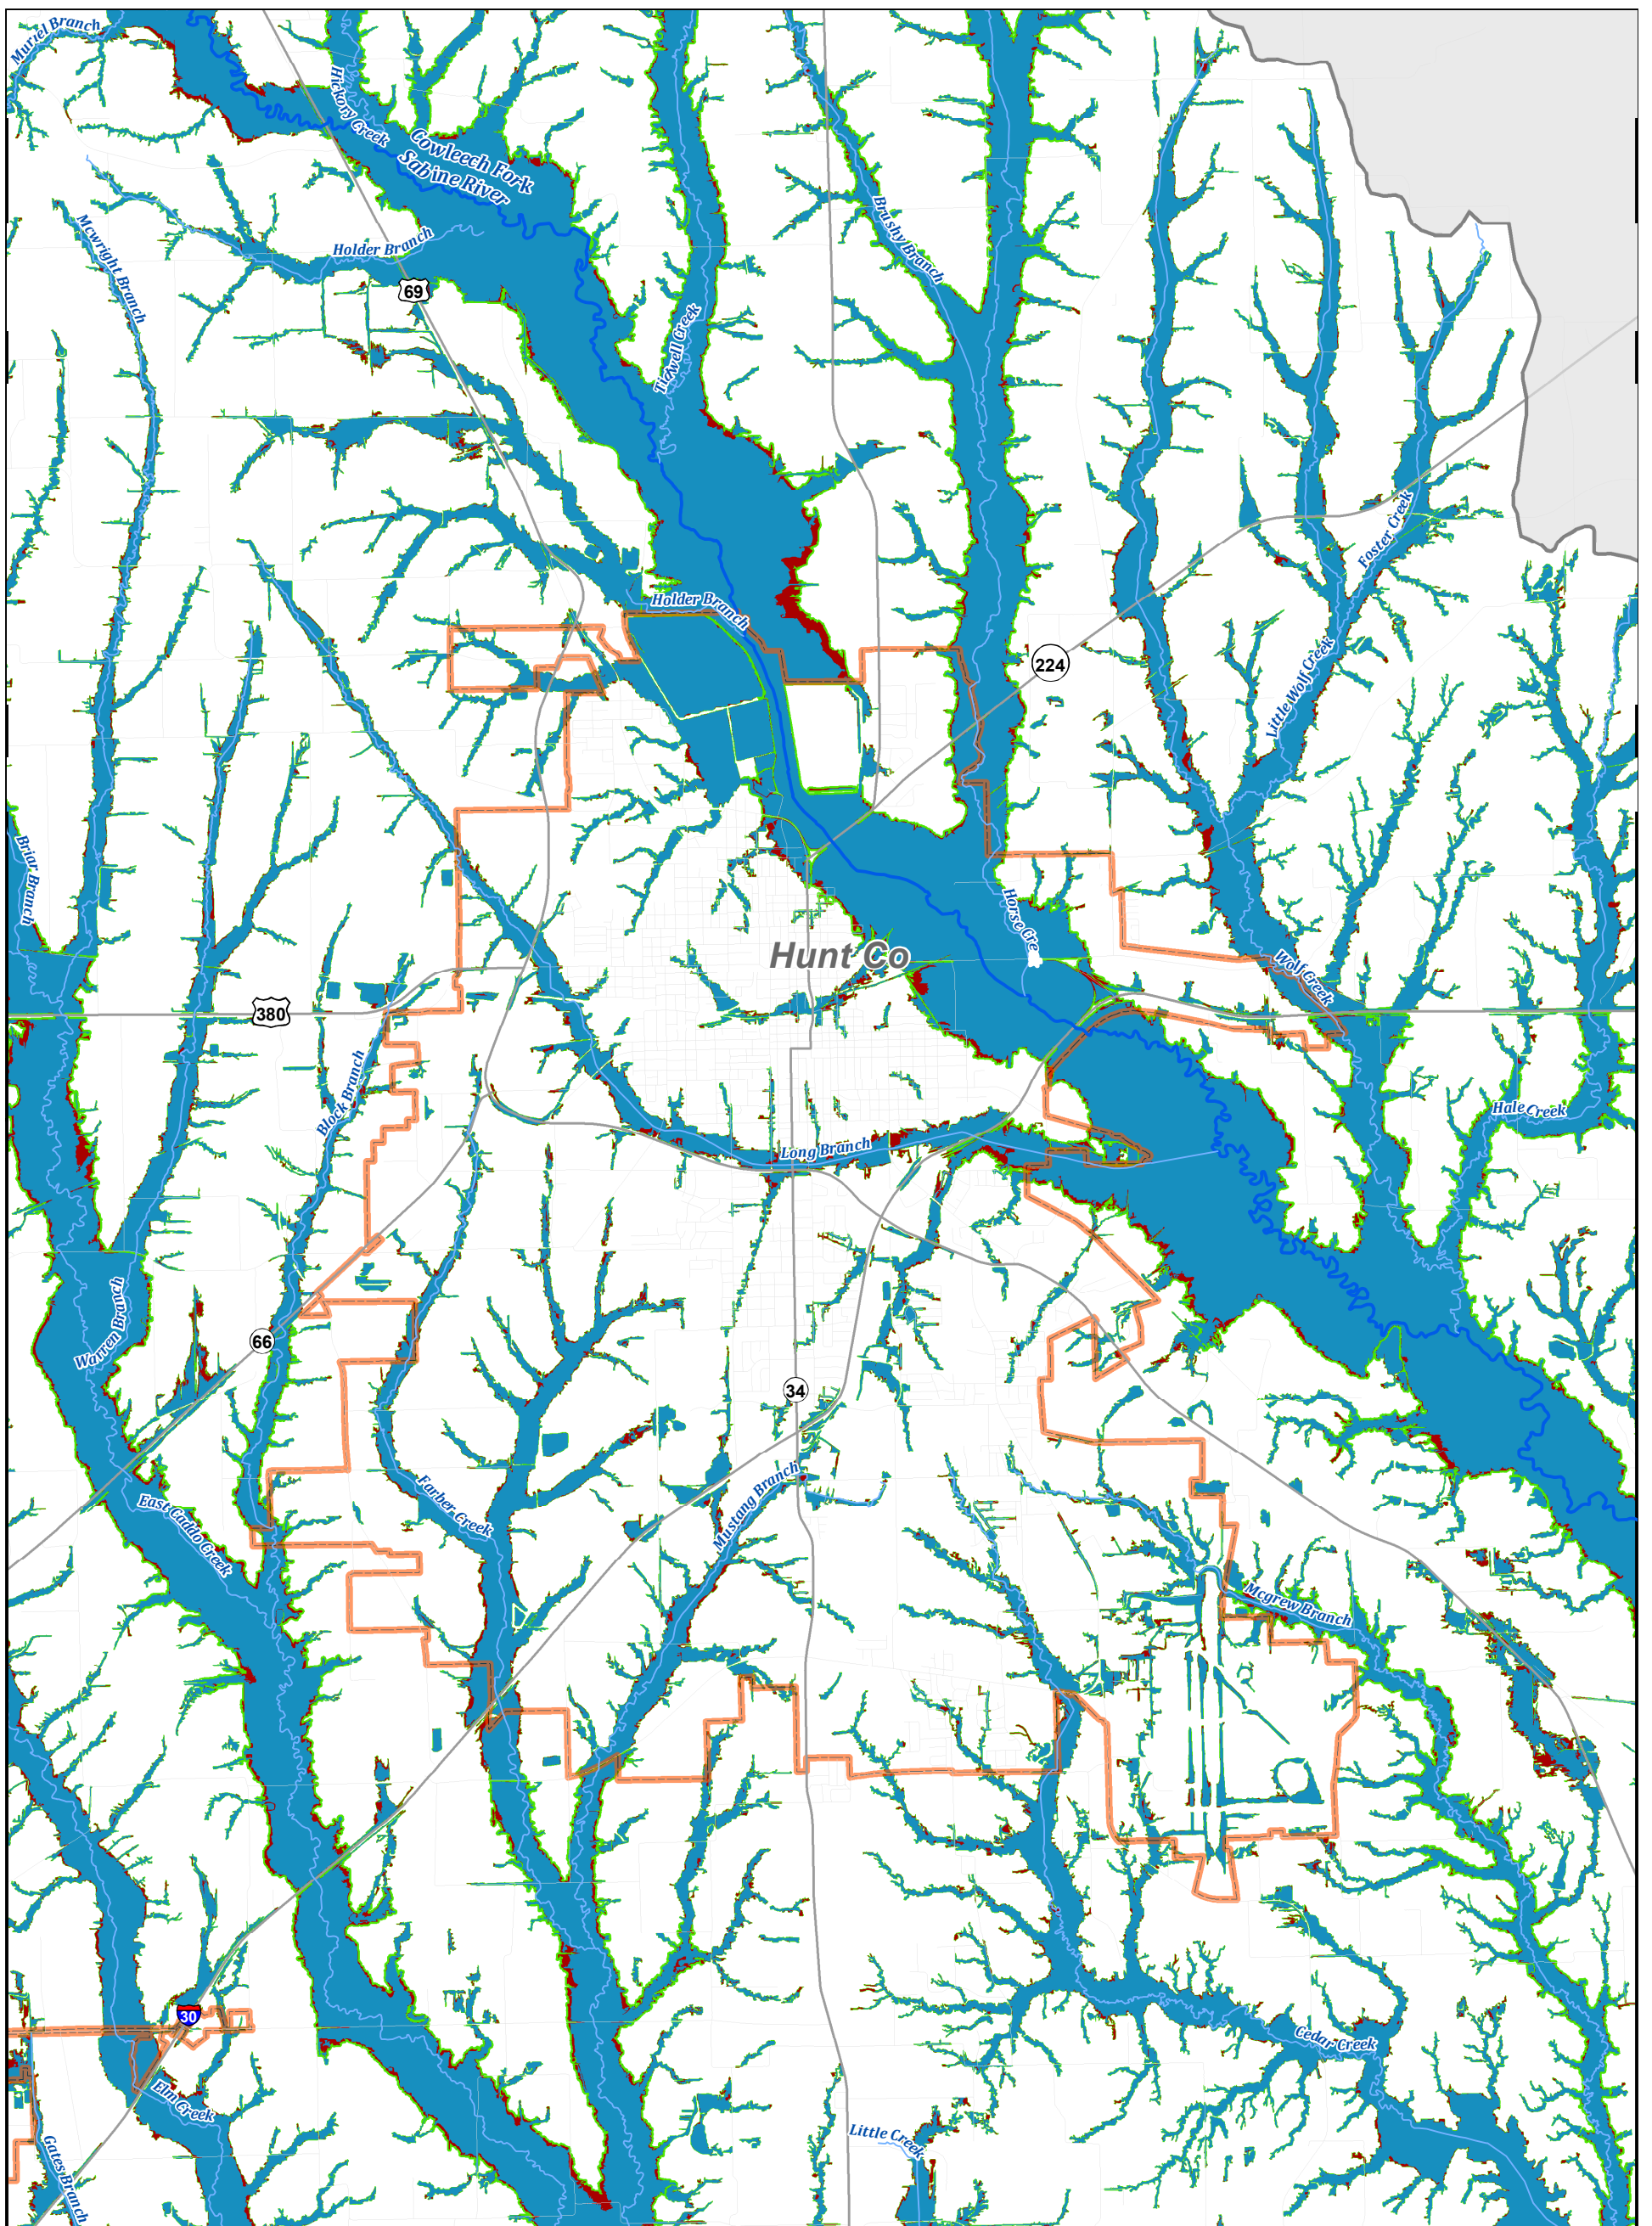 Muriel Branch
Hickory Creek
Cowleech Fork
Sabine River
Mcwright Branch
Holder Branch
Brushy Branch
69
Tidwell Creek
Foster Creek
Holder Branch
224
Little Wolf Creek
Briar Branch
Horse Cre
Hunt Co
Wolf Creek
380
Block Branch
Hale Creek
Long Branch
Warren Branch
66
34
Farber Creek
Mustang Branch
East Caddo Creek
Mcgrew Branch
30
Cedar Creek
Elm Creek
Little Creek
Gates Branch